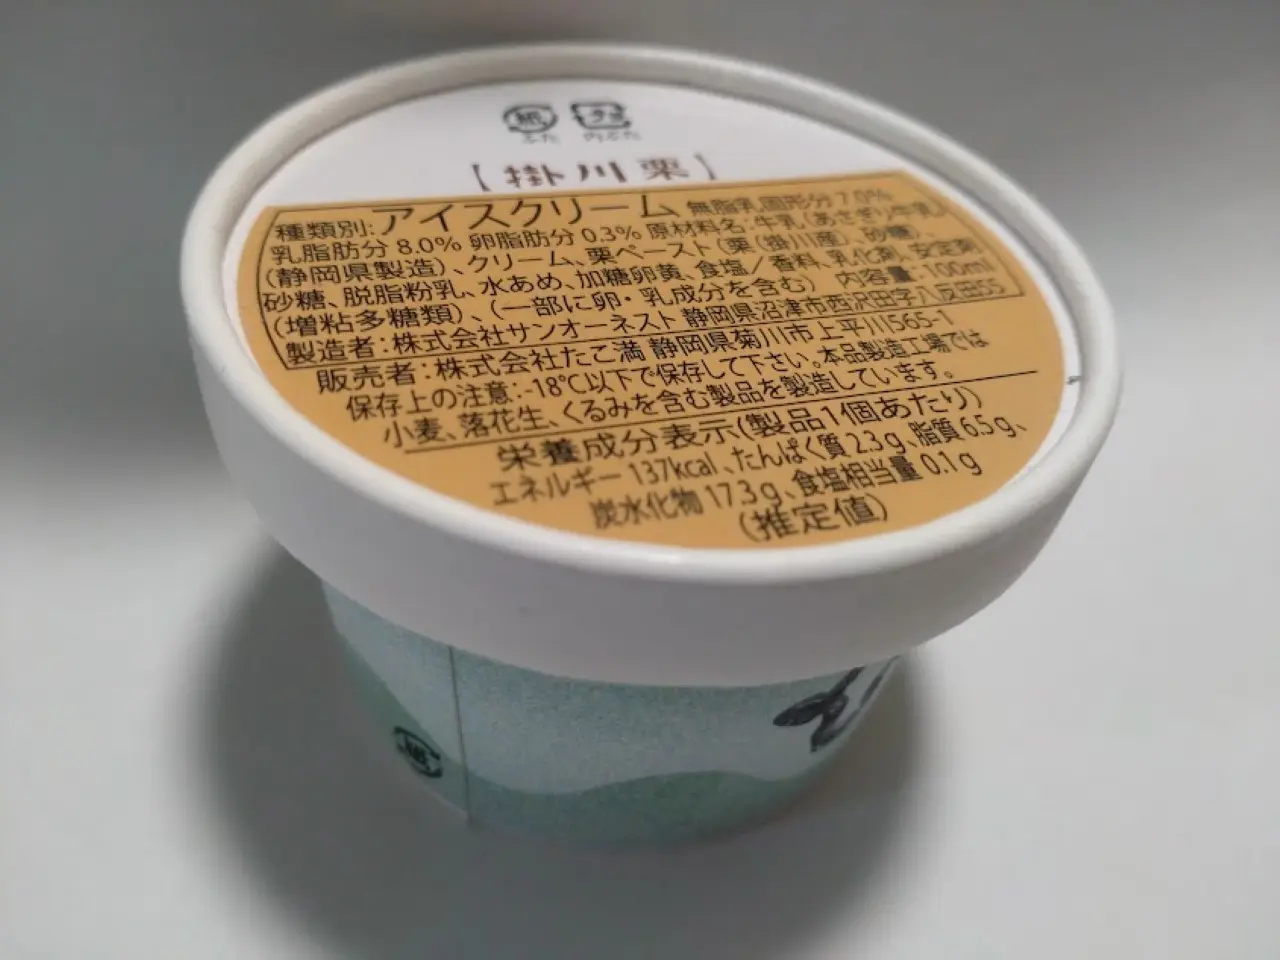 紙 プラ
ふた 内ぶた
【掛川栗】
種類別:アイスクリーム 無脂乳固形分 7.0%
乳脂肪分 8.0% 卵脂肪分 0.3% 原材料名:牛乳(あさぎり牛乳)
(静岡県製造)、クリーム、栗ペースト(栗(掛川産)、砂糖)、
砂糖、脱脂粉乳、水あめ、加糖卵黄、食塩/香料、乳化剤、安定剤
(増粘多糖類)、(一部に卵・乳成分を含む) 内容量:100ml
製造者:株式会社サンオーネスト 静岡県沼津市西沢田字八反田55
販売者:株式会社たこ満 静岡県菊川市上平川565-1
保存上の注意:-18℃以下で保存して下さい。本品製造工場では
小麦、落花生、くるみを含む製品を製造しています。
栄養成分表示(製品1個あたり)
エネルギー 137kcal、たんぱく質 2.3g、脂質 6.5g、
炭水化物 17.3g、食塩相当量 0.1g
(推定値)
紙